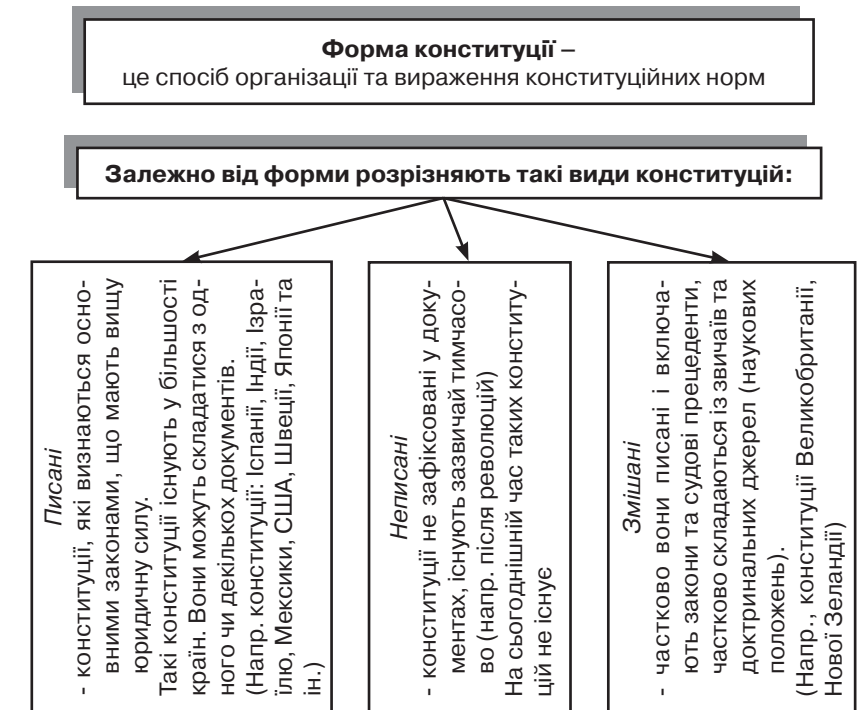 Форма конституції –
це спосіб організації та вираження конституційних норм
Залежно від форми розрізняють такі види конституцій:
Писані
- конституції, які визнаються осно-
вними законами, що мають вищу
юридичну силу.
Такі конституції існують у більшості
країн. Вони можуть складатися з од-
ного чи декількох документів.
(Напр. конституції: Іспанії, Індії, Ізра-
їлю, Мексики, США, Швеції, Японії та
ін.)
Неписані
- конституції не зафіксовані у доку-
ментах, існують зазвичай тимчасо-
во (напр. після революцій)
На сьогоднішній час таких конститу-
цій не існує
Змішані
- частково вони писані і включа-
ють закони та судові прецеденти,
частково складаються із звичаїв та
доктринальних джерел (наукових
положень).
(Напр., конституції Великобританії,
Нової Зеландії)